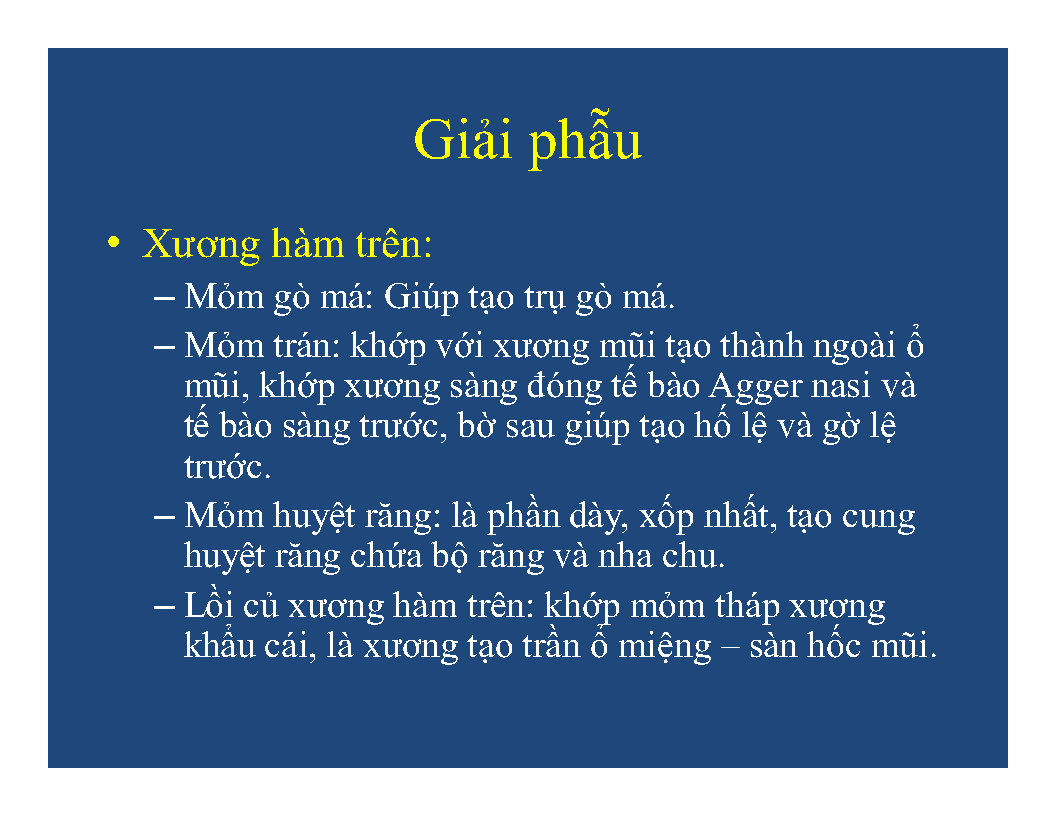 Giải phẫu
• Xương hàm trên:
– Mỏm gò má: Giúp tạo trụ gò má.
– Mỏm trán: khớp với xương mũi tạo thành ngoài ổ
mũi, khớp xương sàng đóng tế bào Agger nasi và
tế bào sàng trước, bờ sau giúp tạo hố lệ và gờ lệ
trước.
– Mỏm huyệt răng: là phần dày, xốp nhất, tạo cung
huyệt răng chứa bộ răng và nha chu.
– Lồi củ xương hàm trên: khớp mỏm tháp xương
khẩu cái, là xương tạo trần ổ miệng – sàn hốc mũi.